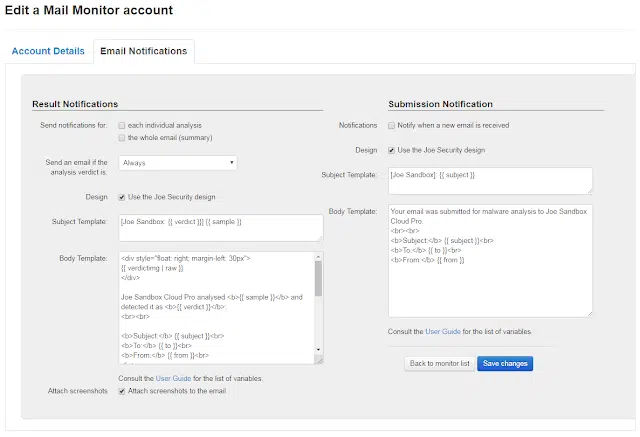 Edit a Mail Monitor account
Account Details
Email Notifications
Result Notifications
Send notifications for:
each individual analysis
the whole email (summary)
Send an email if the
analysis verdict is:
Always
Design
Use the Joe Security design
Subject Template:
[Joe Sandbox: {{ verdict }}] {{ sample }}
Body Template:
<div style="float: right; margin-left: 30px">
{{ verdictimg | raw }}
</div>
Joe Sandbox Cloud Pro analysed <b>{{ sample }}</b> and
detected it as <b>{{ verdict }}</b>:
<br><br>
<b>Subject:</b> {{ subject }}<br>
<b>To:</b> {{ to }}<br>
<b>From:</b> {{ from }}<br>
Consult the User Guide for the list of variables.
Attach screenshots
Attach screenshots to the email
Submission Notification
Notifications
Notify when a new email is received
Design
Use the Joe Security design
Subject Template:
[Joe Sandbox]: {{ subject }}
Body Template:
Your email was submitted for malware analysis to Joe Sandbox
Cloud Pro.
<br><br>
<b>Subject:</b> {{ subject }}<br>
<b>To:</b> {{ to }}<br>
<b>From:</b> {{ from }}
Consult the User Guide for the list of variables.
Back to monitor list
Save changes